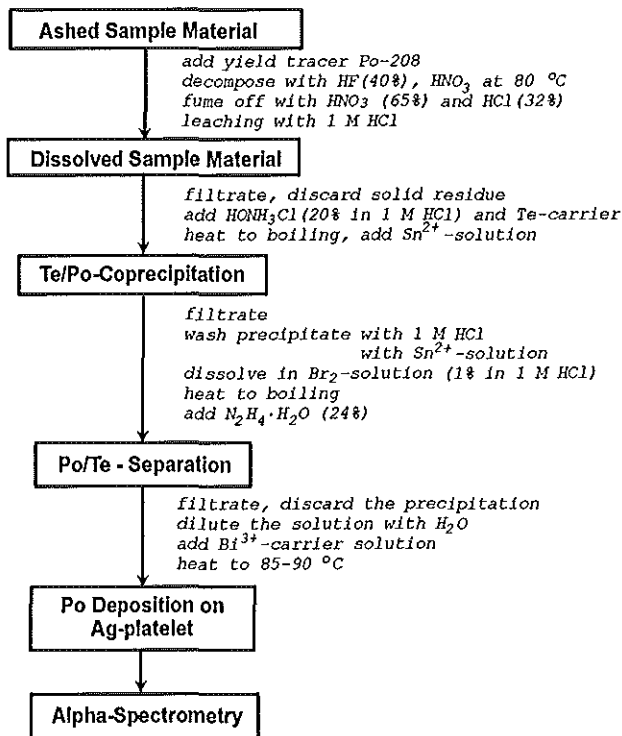 Ashed Sample Material
add yield tracer Po-208
decompose with HF(40%), HNO₃ at 80 °C
fume off with HNO₃ (65%) and HCl(32%)
leaching with 1 M HCl
Dissolved Sample Material
filtrate, discard solid residue
add HONH₃Cl(20% in 1 M HCl) and Te-carrier
heat to boiling, add Sn²⁺-solution
Te/Po-Coprecipitation
filtrate
wash precipitate with 1 M HCl
with Sn²⁺-solution
dissolve in Br₂-solution (1% in 1 M HCl)
heat to boiling
add N₂H₄·H₂O (24%)
Po/Te - Separation
filtrate, discard the precipitation
dilute the solution with H₂O
add Bi³⁺-carrier solution
heat to 85-90 °C
Po Deposition on
Ag-platelet
Alpha-Spectrometry